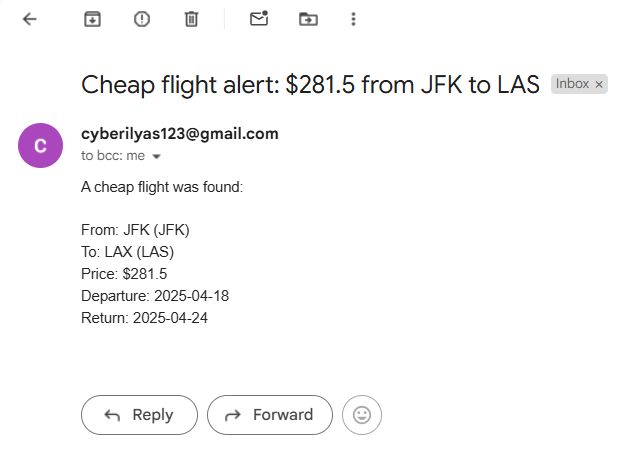 Cheap flight alert: $281.5 from JFK to LAS Inbox ×
C
cyberilyas123@gmail.com
to bcc: me
A cheap flight was found:
From: JFK (JFK)
To: LAX (LAS)
Price: $281.5
Departure: 2025-04-18
Return: 2025-04-24
Reply Forward